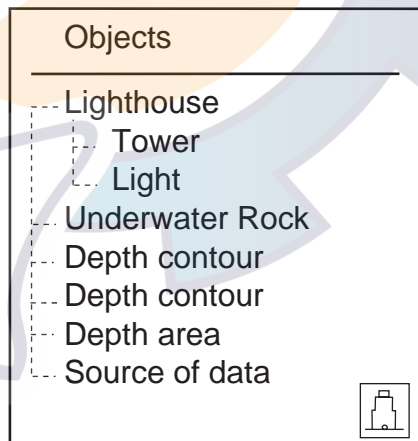 Objects
Lighthouse
Tower
Light
Underwater Rock
Depth contour
Depth contour
Depth area
Source of data